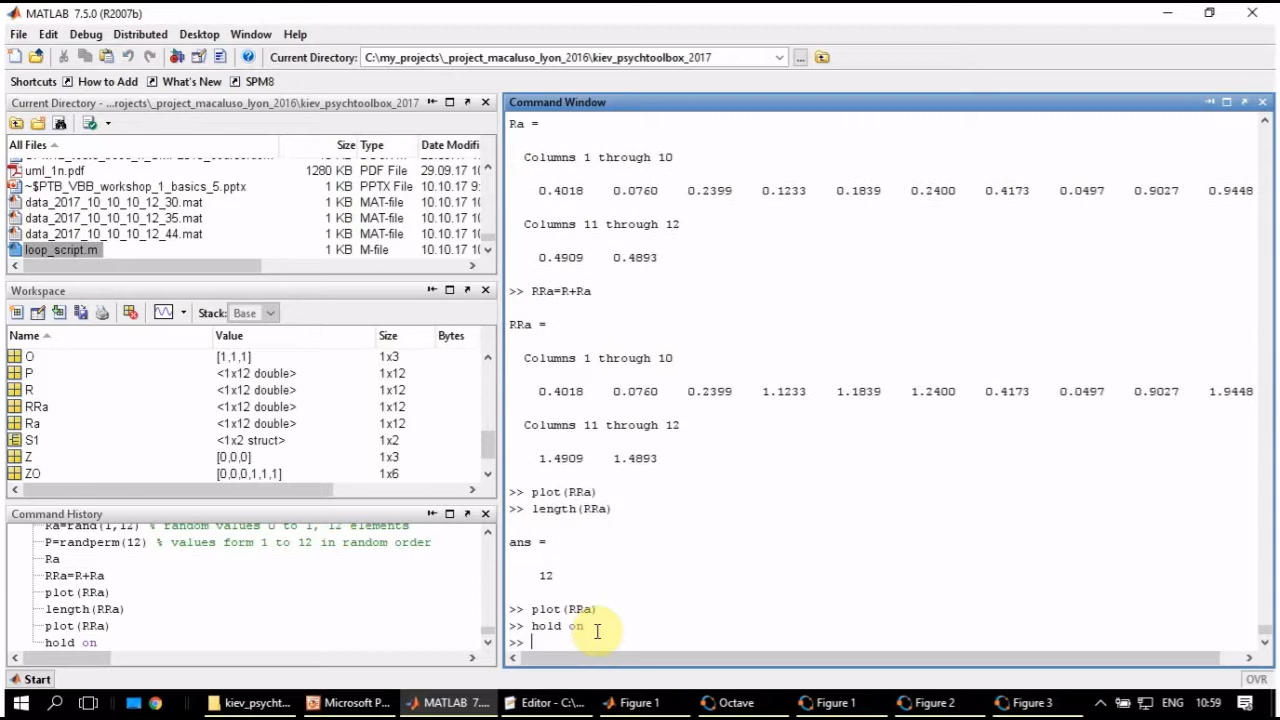 MATLAB 7.5.0 (R2007b)
File Edit Debug Distributed Desktop Window Help
Current Directory: C:\my_projects\_project_macaluso_lyon_2016\kiev_psychtoolbox_2017
Shortcuts How to Add What's New SPM8
Current Directory - ...rojects\_project_macaluso_lyon_2016\kiev_psychtoolbox_2017
All Files Size Type Date Modifi
uml_1n.pdf 1280 KB PDF File 29.09.17 10
~$PTB_VBB_workshop_1_basics_5.pptx 1 KB PPTX File 10.10.17 9:
data_2017_10_10_10_12_30.mat 1 KB MAT-file 10.10.17 10
data_2017_10_10_10_12_35.mat 1 KB MAT-file 10.10.17 10
data_2017_10_10_10_12_44.mat 1 KB MAT-file 10.10.17 10
loop_script.m 1 KB M-file 10.10.17 10
Workspace
Stack: Base
Name Value Size Bytes
O [1,1,1] 1x3
P <1x12 double> 1x12
R <1x12 double> 1x12
RRa <1x12 double> 1x12
Ra <1x12 double> 1x12
S1 <1x2 struct> 1x2
Z [0,0,0] 1x3
ZO [0,0,0,1,1,1] 1x6
Command History
Ra=rand(1,12) % random values 0 to 1, 12 elements
P=randperm(12) % values form 1 to 12 in random order
Ra
RRa=R+Ra
plot(RRa)
length(RRa)
plot(RRa)
hold on
Command Window
Ra =
Columns 1 through 10
0.4018 0.0760 0.2399 0.1233 0.1839 0.2400 0.4173 0.0497 0.9027 0.9448
Columns 11 through 12
0.4909 0.4893
>> RRa=R+Ra
RRa =
Columns 1 through 10
0.4018 0.0760 0.2399 1.1233 1.1839 1.2400 0.4173 0.0497 0.9027 1.9448
Columns 11 through 12
1.4909 1.4893
>> plot(RRa)
>> length(RRa)
ans =
12
>> plot(RRa)
>> hold on
>>
Start
OVR
kiev_psycht... Microsoft P... MATLAB 7.... Editor - C:\... Figure 1 Octave Figure 1 Figure 2 Figure 3 ENG 10:59